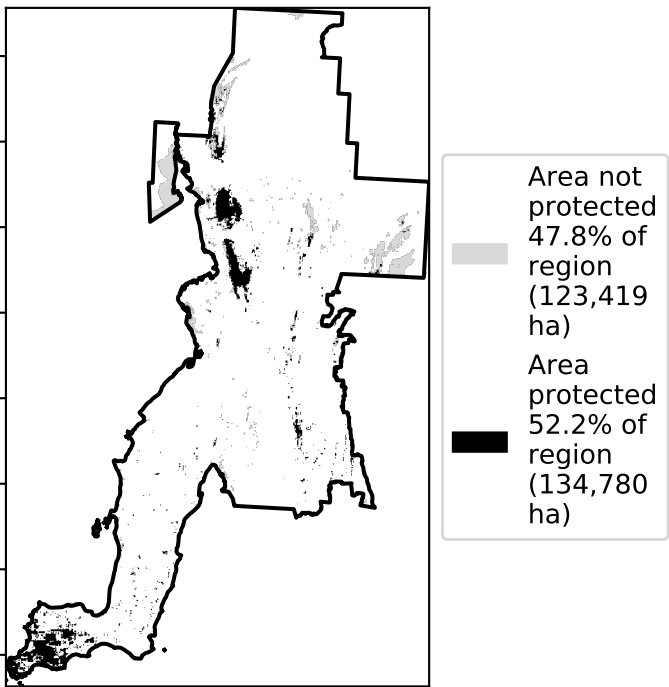 Area not
protected
47.8% of
region
(123,419
ha)
Area
protected
52.2% of
region
(134,780
ha)